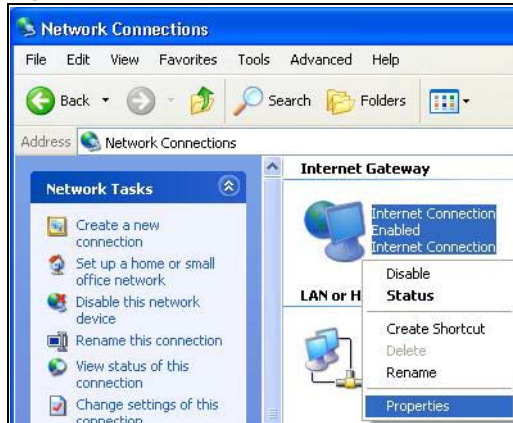 Network Connections
File Edit View Favorites Tools Advanced Help
Back Search Folders
Address Network Connections
Network Tasks
Create a new
connection
Set up a home or small
office network
Disable this network
device
Rename this connection
View status of this
connection
Change settings of this
connection
Internet Gateway
Internet Connection
Enabled
Internet Connection
LAN or H
Disable
Status
Create Shortcut
Delete
Rename
Properties